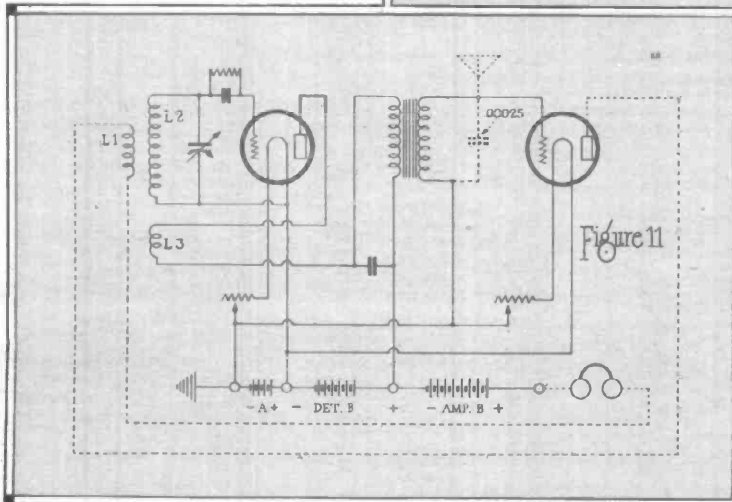 L1
L2
L3
00025
Figure 11
- A + - DET. B + - AMP. B +